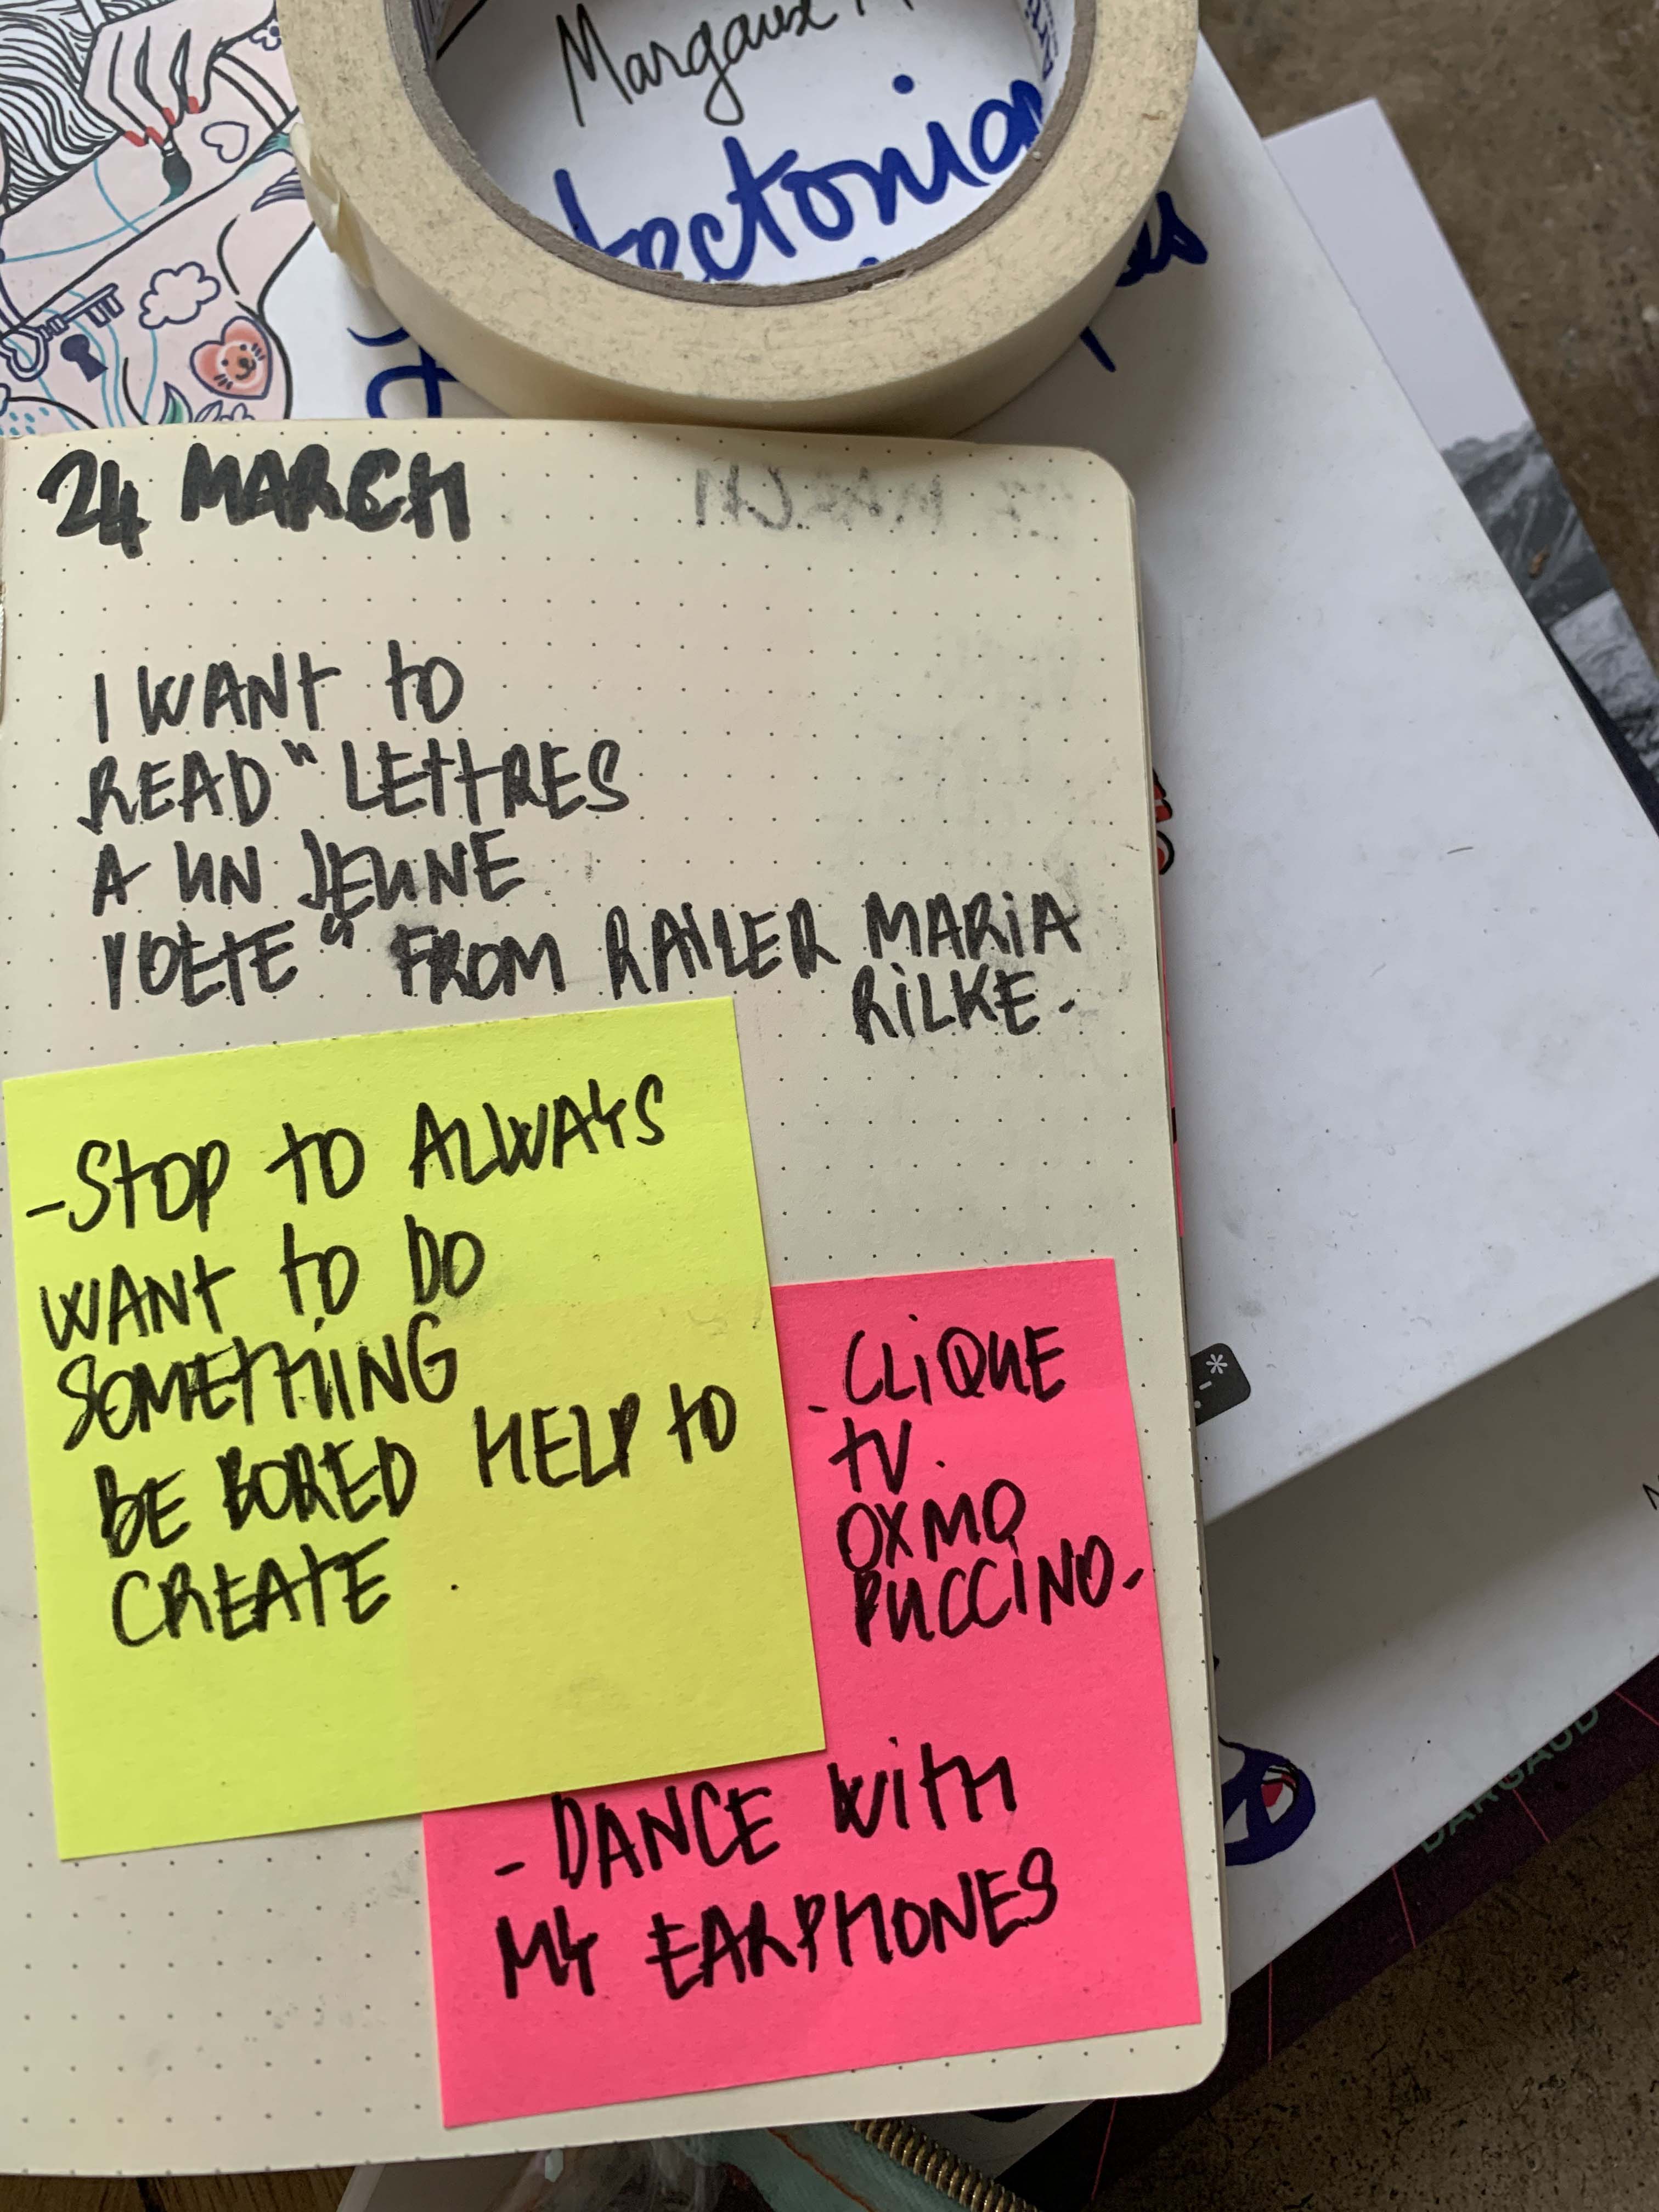 Margaux
tectonia
24 MARCH
I WANT to
READ "LETTRES
A UN JEUNE
POETE" FROM RAINER MARIA
RILKE.
-STOP to ALWAYS
WANT to DO
SOMETHING
BE BORED HELP to
CREATE.
- CLiQUE
TV.
OXMO
PUCCINO.
- DANCE WITH
MY EARPHONES
DARGAUD